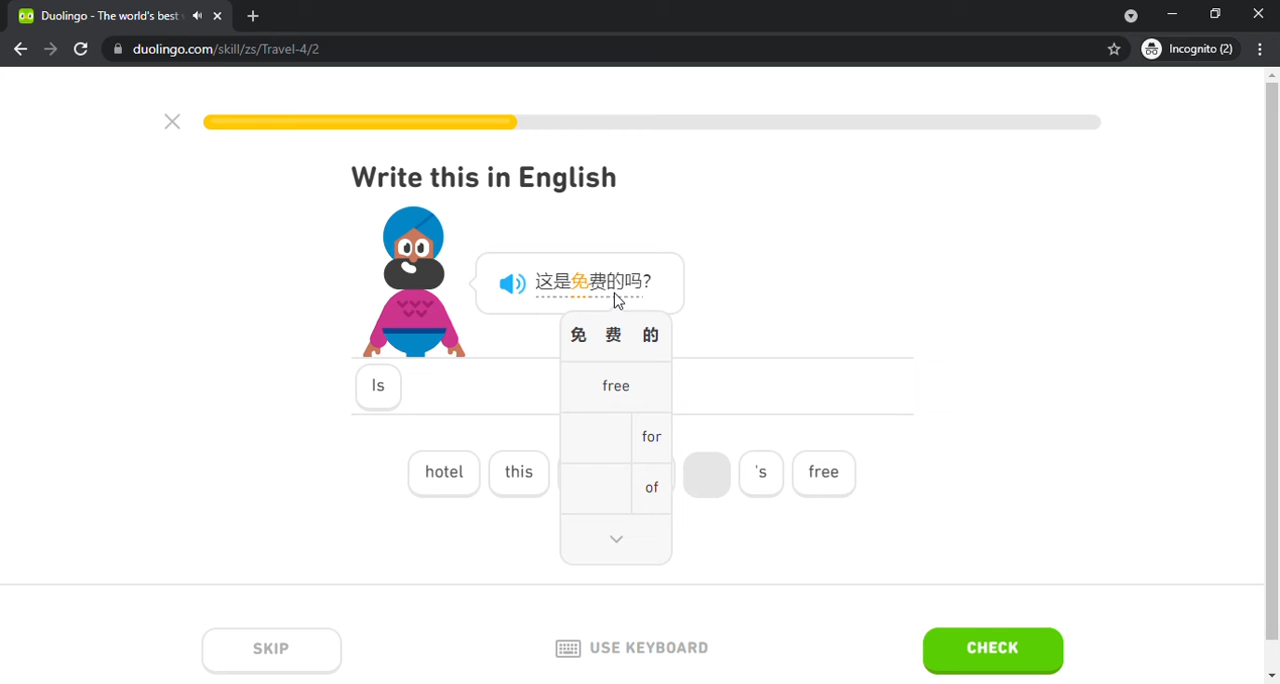 Duolingo - The world's best
duolingo.com/skill/zs/Travel-4/2
Incognito (2)
Write this in English
这是免费的吗?
免 费 的
free
for
of
Is
hotel this 's free
SKIP
USE KEYBOARD
CHECK